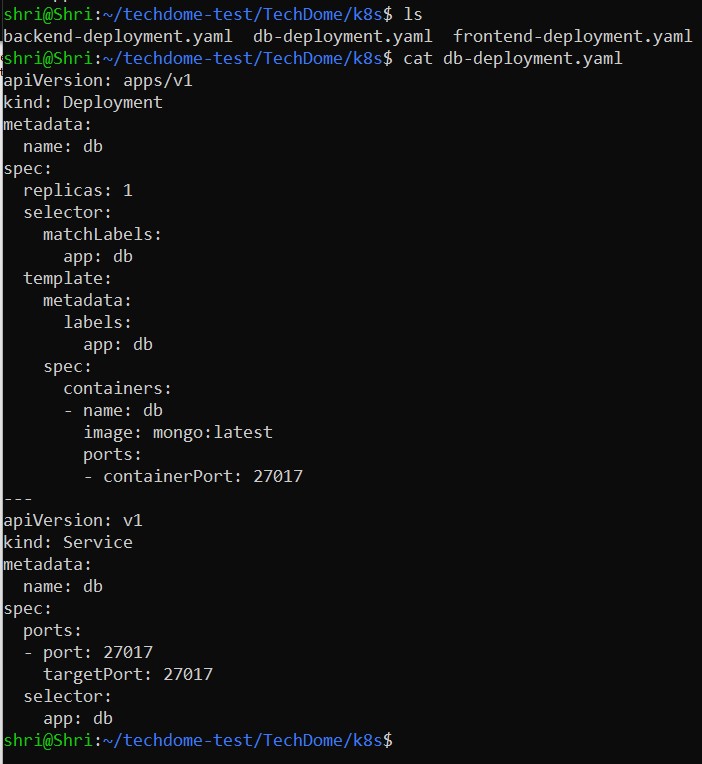 shri@Shri:~/techdome-test/TechDome/k8s$ ls
backend-deployment.yaml  db-deployment.yaml  frontend-deployment.yaml
shri@Shri:~/techdome-test/TechDome/k8s$ cat db-deployment.yaml
apiVersion: apps/v1
kind: Deployment
metadata:
  name: db
spec:
  replicas: 1
  selector:
    matchLabels:
      app: db
  template:
    metadata:
      labels:
        app: db
    spec:
      containers:
      - name: db
        image: mongo:latest
        ports:
        - containerPort: 27017
---
apiVersion: v1
kind: Service
metadata:
  name: db
spec:
  ports:
  - port: 27017
    targetPort: 27017
  selector:
    app: db
shri@Shri:~/techdome-test/TechDome/k8s$